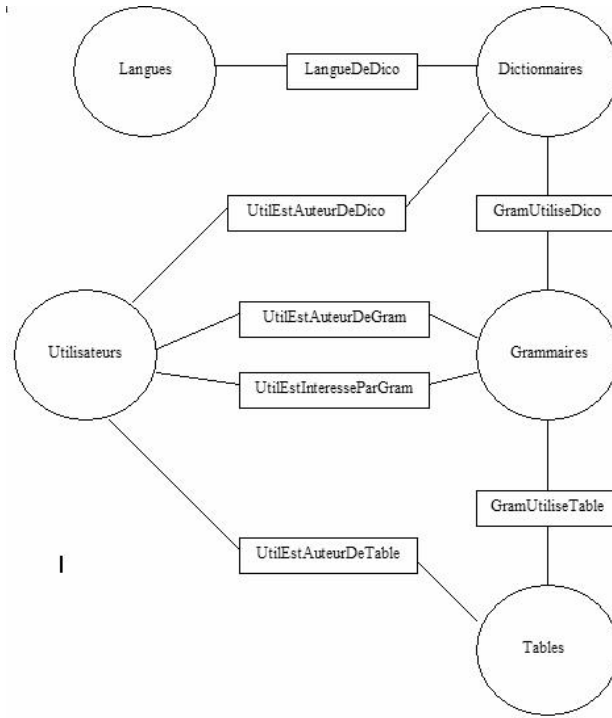 Langues
LangueDeDico
Dictionnaires
UtilEstAuteurDeDico
GramUtiliseDico
UtilEstAuteurDeGram
Utilisateurs
Grammaires
UtilEstInteresseParGram
GramUtiliseTable
UtilEstAuteurDeTable
Tables